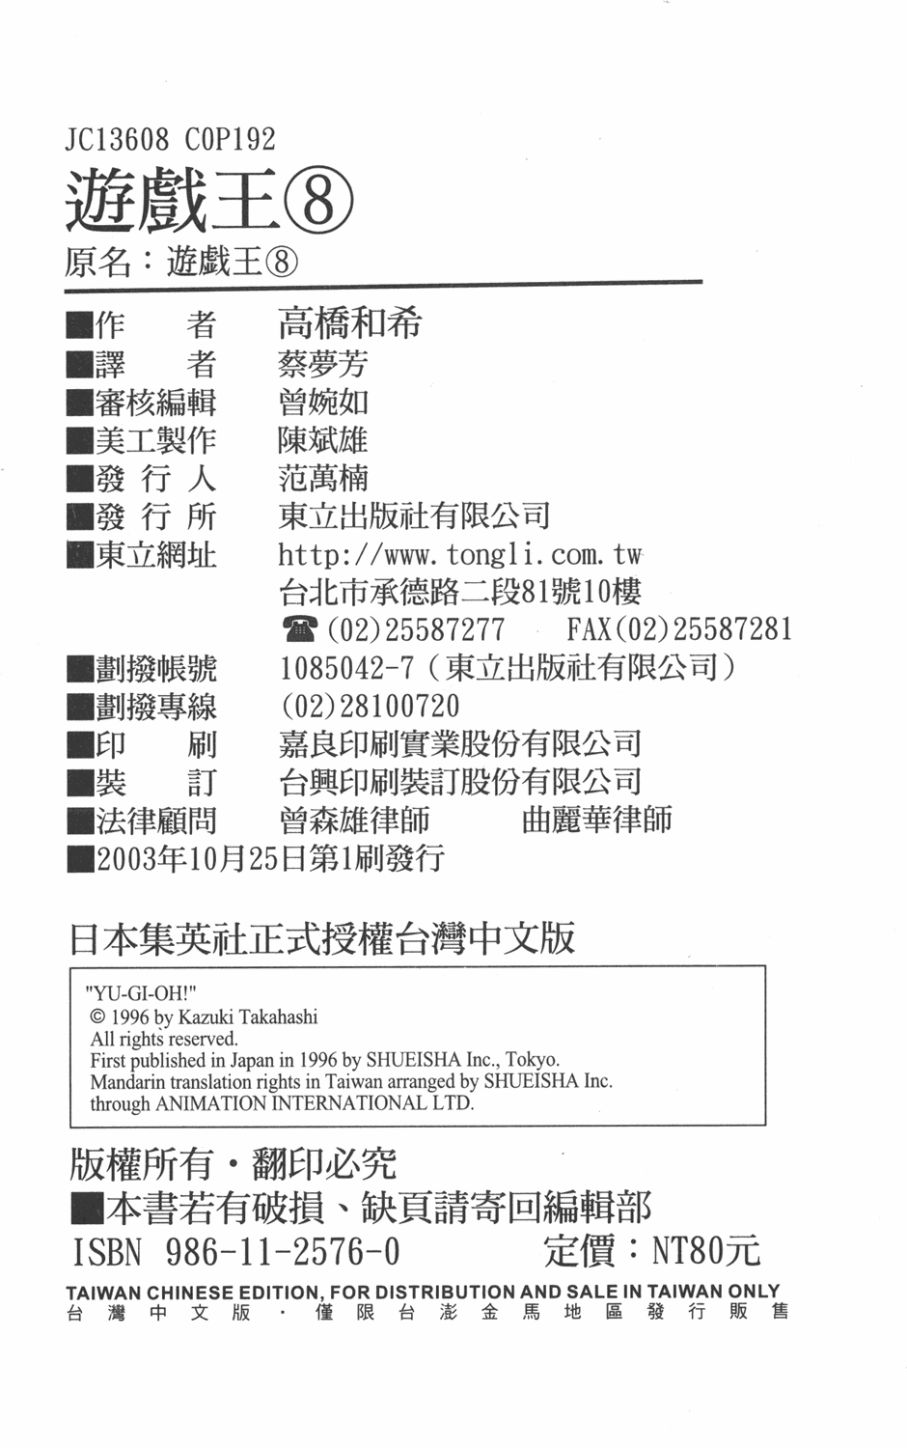 JC13608 C0P192
遊戲王⑧
原名：遊戯王⑧
■作　　者　高橋和希
■譯　　者　蔡夢芳
■審核編輯　曾婉如
■美工製作　陳斌雄
■發 行 人　范萬楠
■發 行 所　東立出版社有限公司
■東立網址　http://www.tongli.com.tw
台北市承德路二段81號10樓
☎(02)25587277　FAX(02)25587281
■劃撥帳號　1085042-7（東立出版社有限公司）
■劃撥專線　(02)28100720
■印　　刷　嘉良印刷實業股份有限公司
■裝　　訂　台興印刷裝訂股份有限公司
■法律顧問　曾森雄律師　曲麗華律師
■2003年10月25日第1刷發行
日本集英社正式授權台灣中文版
"YU-GI-OH!"
© 1996 by Kazuki Takahashi
All rights reserved.
First published in Japan in 1996 by SHUEISHA Inc., Tokyo.
Mandarin translation rights in Taiwan arranged by SHUEISHA Inc.
through ANIMATION INTERNATIONAL LTD.
版權所有・翻印必究
■本書若有破損、缺頁請寄回編輯部
ISBN 986-11-2576-0　定價：NT80元
TAIWAN CHINESE EDITION, FOR DISTRIBUTION AND SALE IN TAIWAN ONLY
台灣中文版・僅限台澎金馬地區發行販售